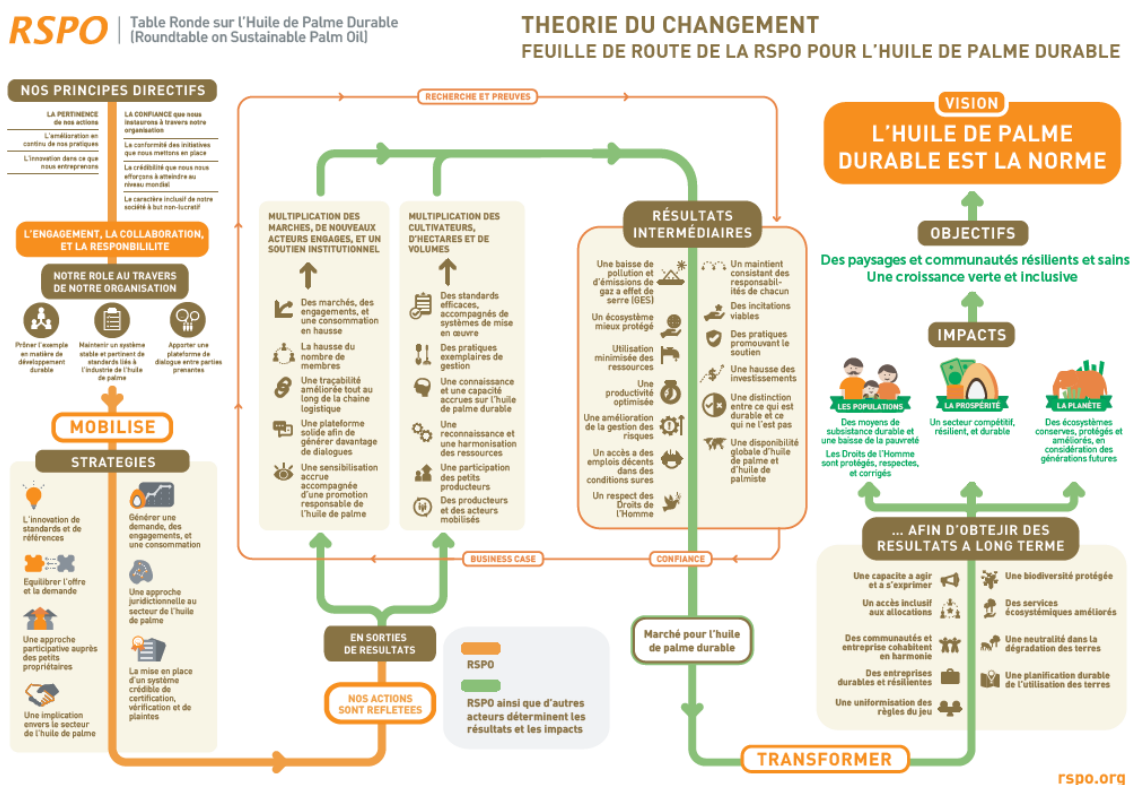 RSPO
Table Ronde sur l'Huile de Palme Durable
(Roundtable on Sustainable Palm Oil)
THEORIE DU CHANGEMENT
FEUILLE DE ROUTE DE LA RSPO POUR L'HUILE DE PALME DURABLE
NOS PRINCIPES DIRECTIFS
LA PERTINENCE
de nos actions
L'amélioration en
continu de nos pratiques
L'innovation dans ce que
nous entreprenons
LA CONFIANCE que nous
instaurons à travers notre
organisation
La conformité des initiatives
que nous mettons en place
La crédibilité que nous nous
efforçons à atteindre au
niveau mondial
Le caractère inclusif de notre
société à but non-lucratif
L'ENGAGEMENT, LA COLLABORATION,
ET LA RESPONBILILITE
NOTRE ROLE AU TRAVERS
DE NOTRE ORGANISATION
Prôner l'exemple
en matière de
développement
durable
Maintenir un système
stable et pertinent de
standards liés à
l'industrie de l'huile
de palme
Apporter une
plateforme de
dialogue entre parties
prenantes
MOBILISE
STRATEGIES
L'innovation de
standards et de
références
Equilibrer l'offre
et la demande
Une approche
participative auprès
des petits
propriétaires
Une implication
envers le secteur
de l'huile de palme
Générer une
demande, des
engagements, et
une consommation
Une approche
juridictionnelle au
secteur de l'huile
de palme
La mise en place
d'un système
crédible de
certification,
vérification et de
plaintes
RECHERCHE ET PREUVES
MULTIPLICATION DES
MARCHES, DE NOUVEAUX
ACTEURS ENGAGES, ET UN
SOUTIEN INSTITUTIONNEL
Des marchés, des
engagements, et
une consommation
en hausse
La hausse du
nombre de
membres
Une traçabilité
améliorée tout au
long de la chaine
logistique
Une plateforme
solide afin de
générer davantage
de dialogues
Une sensibilisation
accrue
accompagnée
d'une promotion
responsable de
l'huile de palme
MULTIPLICATION DES
CULTIVATEURS,
D'HECTARES ET DE
VOLUMES
Des standards
efficaces,
accompagnés de
systèmes de mise
en œuvre
Des pratiques
exemplaires de
gestion
Une connaissance
et une capacité
accrues sur l'huile
de palme durable
Une
reconnaissance et
une harmonisation
des ressources
Une participation
des petits
producteurs
Des producteurs
et des acteurs
mobilisés
BUSINESS CASE
CONFIANCE
EN SORTIES
DE RESULTATS
NOS ACTIONS
SONT REFLETEES
RSPO
RSPO ainsi que d'autres
acteurs déterminent les
résultats et les impacts
RÉSULTATS
INTERMÉDIAIRES
Une baisse de
pollution et
d'émissions de
gaz a effet de
serre (GES)
Un écosystème
mieux protégé
Utilisation
minimisée des
ressources
Une
productivité
optimisée
Une amélioration
de la gestion des
risques
Un accès a des
emplois décents
dans des
conditions sures
Un respect des
Droits de
l'Homme
Un maintient
consistant des
responsabil-
ités de chacun
Des incitations
viables
Des pratiques
promouvant le
soutien
Une hausse des
investissements
Une distinction
entre ce qui est
durable et ce
qui ne l'est pas
Une disponibilité
globale d'huile
de palme et
d'huile de
palmiste
Marché pour l'huile
de palme durable
TRANSFORMER
VISION
L'HUILE DE PALME
DURABLE EST LA NORME
OBJECTIFS
Des paysages et communautés résilients et sains
Une croissance verte et inclusive
IMPACTS
LES POPULATIONS
Des moyens de
subsistance durable et
une baisse de la pauvreté
Les Droits de l'Homme
sont protégés, respectes,
et corrigés
LA PROSPÉRITÉ
Un secteur compétitif,
résilient, et durable
LA PLANÈTE
Des écosystèmes
conserves, protégés et
améliorés, en
considération des
générations futures
... AFIN D'OBTEJIR DES
RESULTATS A LONG TERME
Une capacite a agir
et a s'exprimer
Un accès inclusif
aux allocations
Des communautés et
entreprise cohabitent
en harmonie
Des entreprises
durables et résilientes
Une uniformisation des
règles du jeu
Une biodiversité protégée
Des services
écosystémiques améliorés
Une neutralité dans la
dégradation des terres
Une planification durable
de l'utilisation des terres
rspo.org